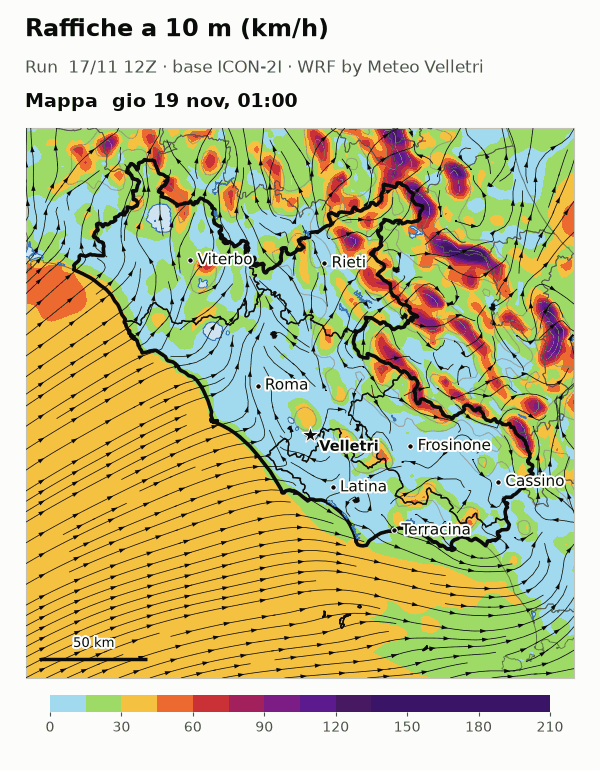 Raffiche a 10 m (km/h)
Run  17/11 12Z · base ICON-2I · WRF by Meteo Velletri
Mappa  gio 19 nov, 01:00
Viterbo
Rieti
Roma
Velletri
Frosinone
Cassino
Latina
Terracina
50 km
0 30 60 90 120 150 180 210